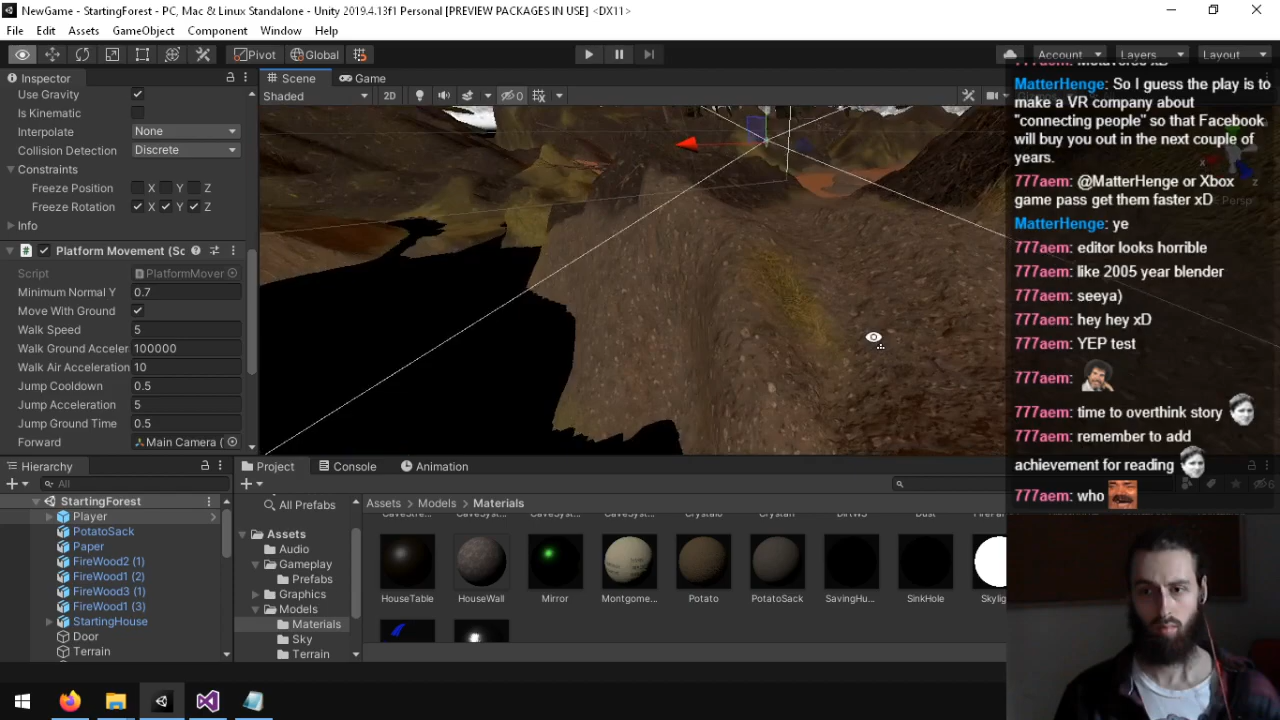 NewGame - StartingForest - PC, Mac & Linux Standalone - Unity 2019.4.13f1 Personal [PREVIEW PACKAGES IN USE] <DX11>
File Edit Assets GameObject Component Window Help
Pivot Global Account Layers Layout
Inspector
Use Gravity
Is Kinematic
Interpolate None
Collision Detection Discrete
Constraints
Freeze Position X Y Z
Freeze Rotation X Y Z
Info
# Platform Movement (Sc
Script PlatformMover
Minimum Normal Y 0.7
Move With Ground
Walk Speed 5
Walk Ground Acceler 100000
Walk Air Acceleration 10
Jump Cooldown 0.5
Jump Acceleration 5
Jump Ground Time 0.5
Forward Main Camera (
Scene Game
Shaded 2D 0
Hierarchy
All
StartingForest
Player
PotatoSack
Paper
FireWood2 (1)
FireWood1 (2)
FireWood3 (1)
FireWood1 (3)
StartingHouse
Door
Terrain
Project Console Animation
All Prefabs
Assets
Audio
Gameplay
Prefabs
Graphics
Models
Materials
Sky
Terrain
Assets > Models > Materials
HouseTable HouseWall Mirror Montgome... Potato PotatoSack SavingHu... SinkHole Skylig
MatterHenge: So I guess the play is to
make a VR company about
"connecting people" so that Facebook
will buy you out in the next couple of
years.
777aem: @MatterHenge or Xbox
game pass get them faster xD
MatterHenge: ye
777aem: editor looks horrible
777aem: like 2005 year blender
777aem: seeya)
777aem: hey hey xD
777aem: YEP test
777aem:
777aem: time to overthink story
777aem: remember to add
achievement for reading
777aem: who